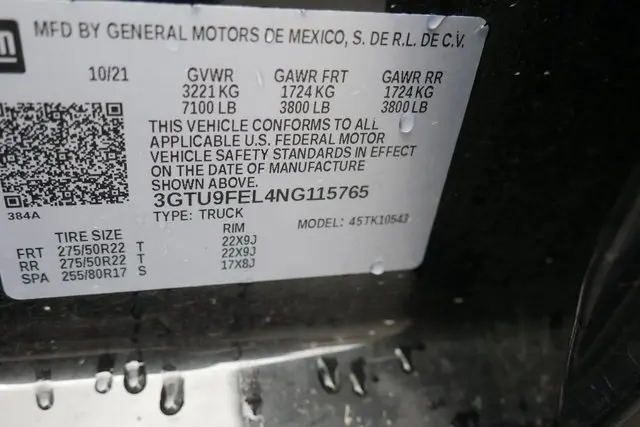 GM
MFD BY GENERAL MOTORS DE MEXICO, S. DE R.L. DE C.V.
10/21 GVWR GAWR FRT GAWR RR
3221 KG 1724 KG 1724 KG
7100 LB 3800 LB 3800 LB
THIS VEHICLE CONFORMS TO ALL
APPLICABLE U.S. FEDERAL MOTOR
VEHICLE SAFETY STANDARDS IN EFFECT
ON THE DATE OF MANUFACTURE
SHOWN ABOVE.
384A 3GTU9FEL4NG115765
TYPE: TRUCK MODEL: 4STK10543
TIRE SIZE RIM
FRT 275/50R22 T 22X9J
RR 275/50R22 T 22X9J
SPA 255/80R17 S 17X8J